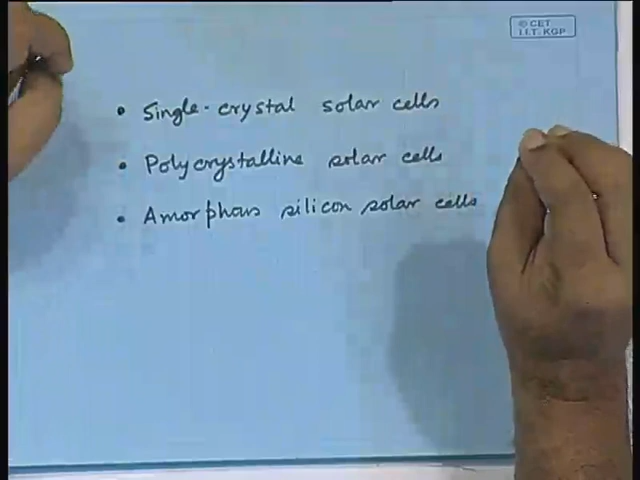 © CET
I.I.T. KGP
• Single-crystal solar cells
• Polycrystalline solar cells
• Amorphous silicon solar cells